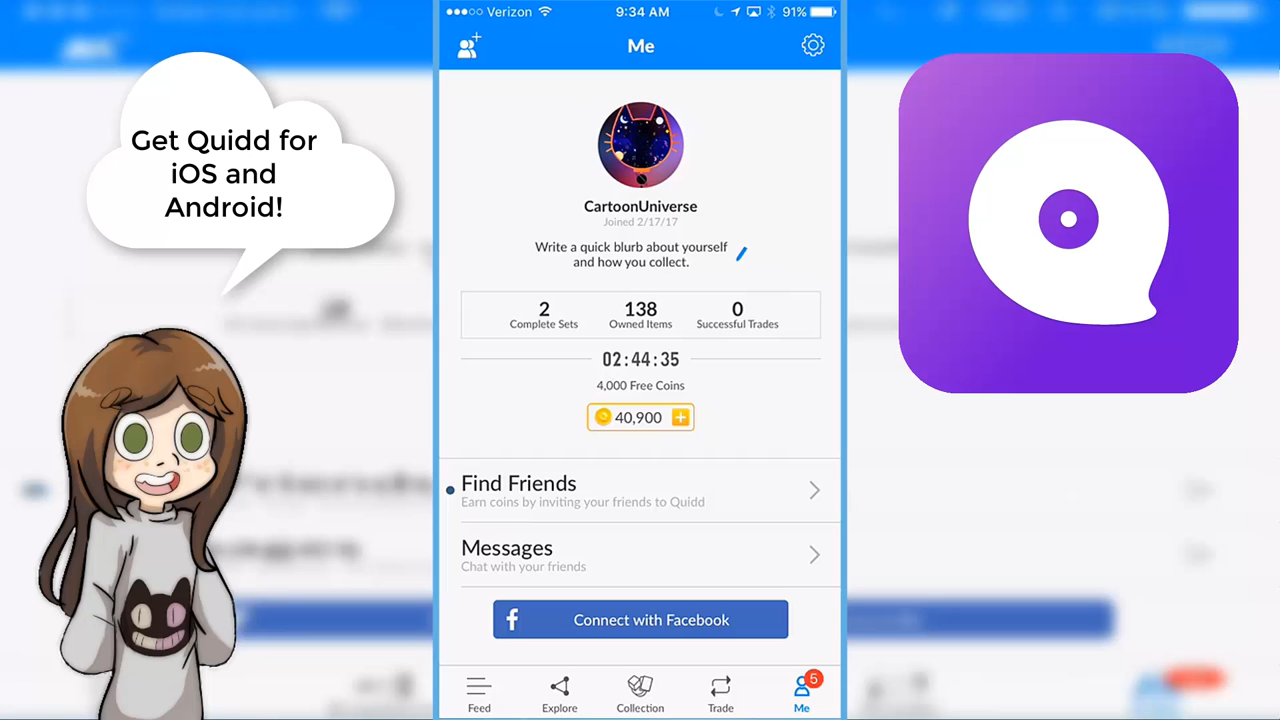 Get Quidd for
iOS and
Android!
Verizon
9:34 AM
91%
Me
CartoonUniverse
Joined 2/17/17
Write a quick blurb about yourself
and how you collect.
2
Complete Sets
138
Owned Items
0
Successful Trades
02:44:35
4,000 Free Coins
40,900
Find Friends
Earn coins by inviting your friends to Quidd
Messages
Chat with your friends
f Connect with Facebook
Feed
Explore
Collection
Trade
5
Me